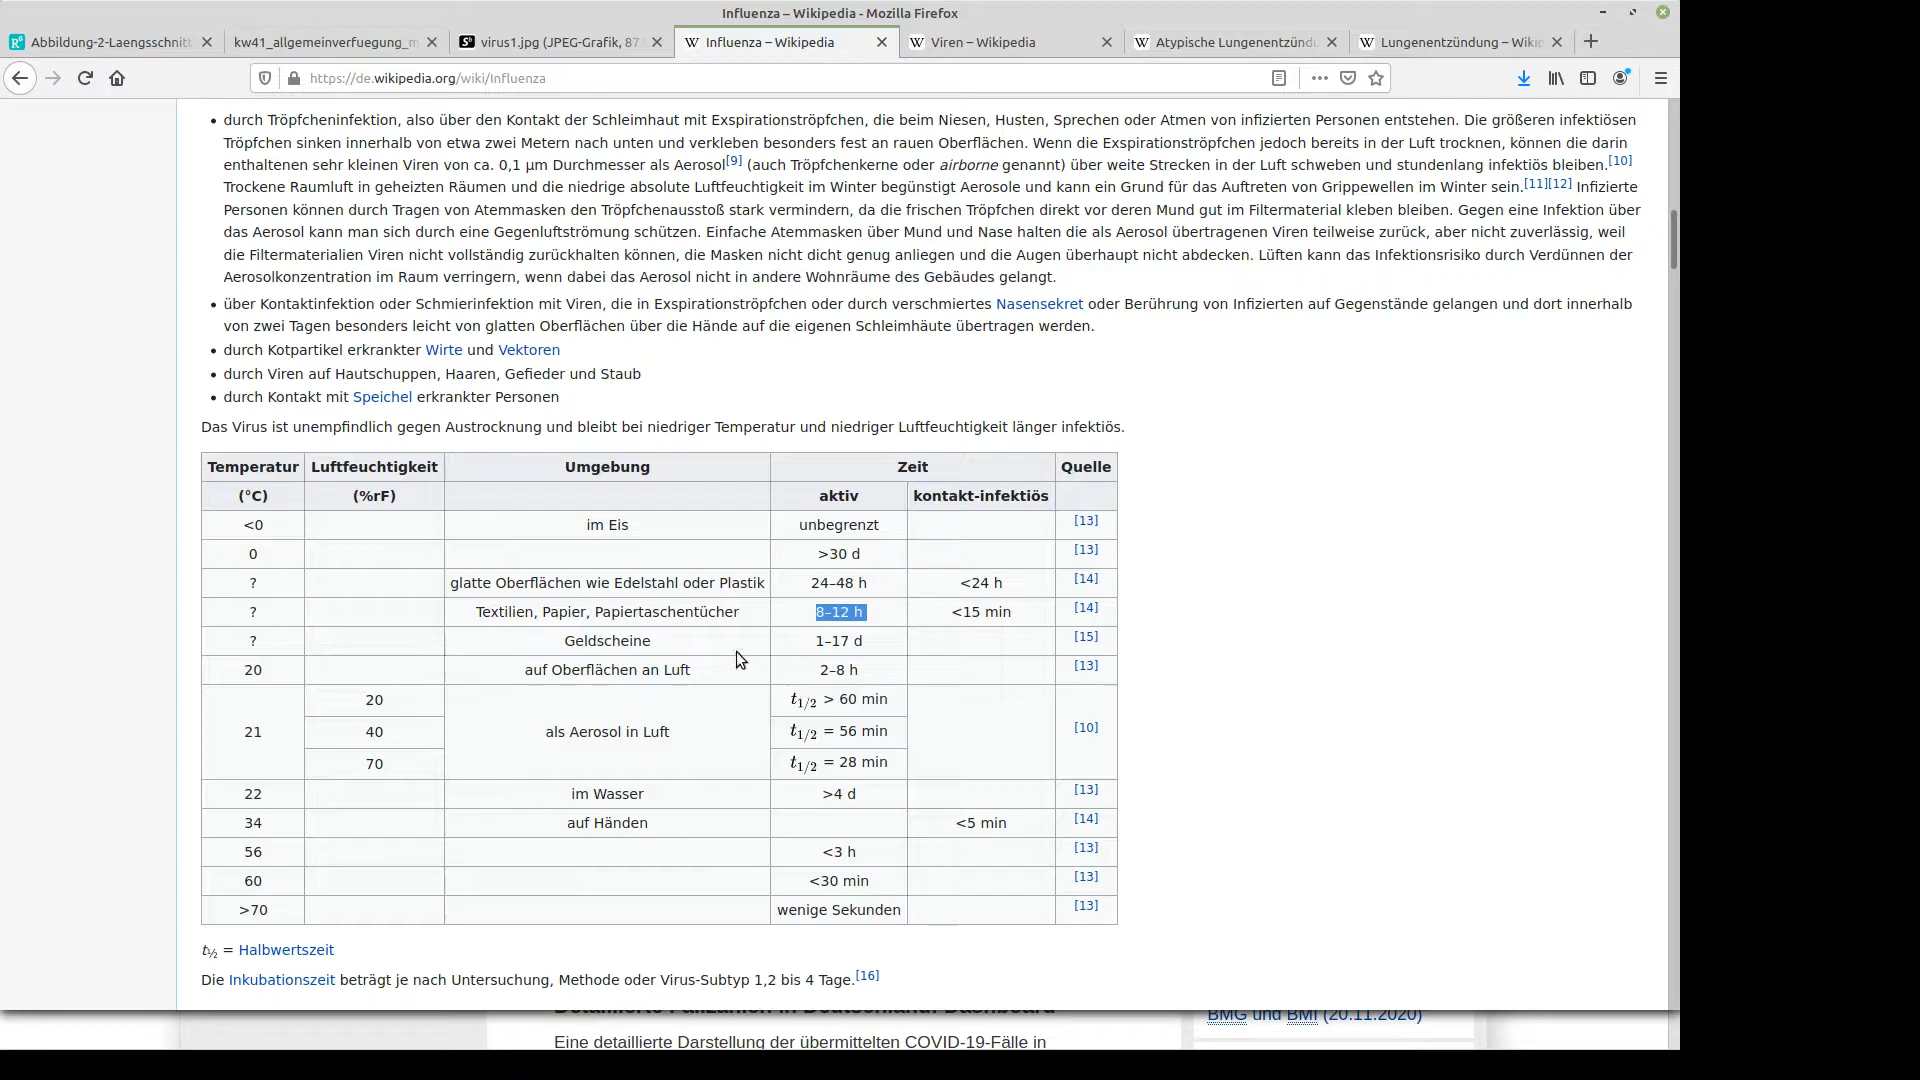 Influenza – Wikipedia - Mozilla Firefox
Abbildung-2-Laengsschnitt
kw41_allgemeinverfuegung_m
virus1.jpg (JPEG-Grafik, 87
Influenza – Wikipedia
Viren – Wikipedia
Atypische Lungenentzünd
Lungenentzündung – Wikip
https://de.wikipedia.org/wiki/Influenza
• durch Tröpfcheninfektion, also über den Kontakt der Schleimhaut mit Exspirationströpfchen, die beim Niesen, Husten, Sprechen oder Atmen von infizierten Personen entstehen. Die größeren infektiösen
Tröpfchen sinken innerhalb von etwa zwei Metern nach unten und verkleben besonders fest an rauen Oberflächen. Wenn die Exspirationströpfchen jedoch bereits in der Luft trocknen, können die darin
enthaltenen sehr kleinen Viren von ca. 0,1 µm Durchmesser als Aerosol[9] (auch Tröpfchenkerne oder airborne genannt) über weite Strecken in der Luft schweben und stundenlang infektiös bleiben.[10]
Trockene Raumluft in geheizten Räumen und die niedrige absolute Luftfeuchtigkeit im Winter begünstigt Aerosole und kann ein Grund für das Auftreten von Grippewellen im Winter sein.[11][12] Infizierte
Personen können durch Tragen von Atemmasken den Tröpfchenausstoß stark vermindern, da die frischen Tröpfchen direkt vor deren Mund gut im Filtermaterial kleben bleiben. Gegen eine Infektion über
das Aerosol kann man sich durch eine Gegenluftströmung schützen. Einfache Atemmasken über Mund und Nase halten die als Aerosol übertragenen Viren teilweise zurück, aber nicht zuverlässig, weil
die Filtermaterialien Viren nicht vollständig zurückhalten können, die Masken nicht dicht genug anliegen und die Augen überhaupt nicht abdecken. Lüften kann das Infektionsrisiko durch Verdünnen der
Aerosolkonzentration im Raum verringern, wenn dabei das Aerosol nicht in andere Wohnräume des Gebäudes gelangt.
• über Kontaktinfektion oder Schmierinfektion mit Viren, die in Exspirationströpfchen oder durch verschmiertes Nasensekret oder Berührung von Infizierten auf Gegenstände gelangen und dort innerhalb
von zwei Tagen besonders leicht von glatten Oberflächen über die Hände auf die eigenen Schleimhäute übertragen werden.
• durch Kotpartikel erkrankter Wirte und Vektoren
• durch Viren auf Hautschuppen, Haaren, Gefieder und Staub
• durch Kontakt mit Speichel erkrankter Personen
Das Virus ist unempfindlich gegen Austrocknung und bleibt bei niedriger Temperatur und niedriger Luftfeuchtigkeit länger infektiös.
Temperatur Luftfeuchtigkeit Umgebung Zeit Quelle
(°C) (%rF) aktiv kontakt-infektiös
<0 im Eis unbegrenzt [13]
0 >30 d [13]
? glatte Oberflächen wie Edelstahl oder Plastik 24–48 h <24 h [14]
? Textilien, Papier, Papiertaschentücher 8–12 h <15 min [14]
? Geldscheine 1–17 d [15]
20 auf Oberflächen an Luft 2–8 h [13]
20 t1/2 > 60 min
21 40 als Aerosol in Luft t1/2 = 56 min [10]
70 t1/2 = 28 min
22 im Wasser >4 d [13]
34 auf Händen <5 min [14]
56 <3 h [13]
60 <30 min [13]
>70 wenige Sekunden [13]
t½ = Halbwertszeit
Die Inkubationszeit beträgt je nach Untersuchung, Methode oder Virus-Subtyp 1,2 bis 4 Tage.[16]
Detaillierte Fallzahlen in Deutschland: Dashboard
BMG und BMI (20.11.2020)
Eine detaillierte Darstellung der übermittelten COVID-19-Fälle in